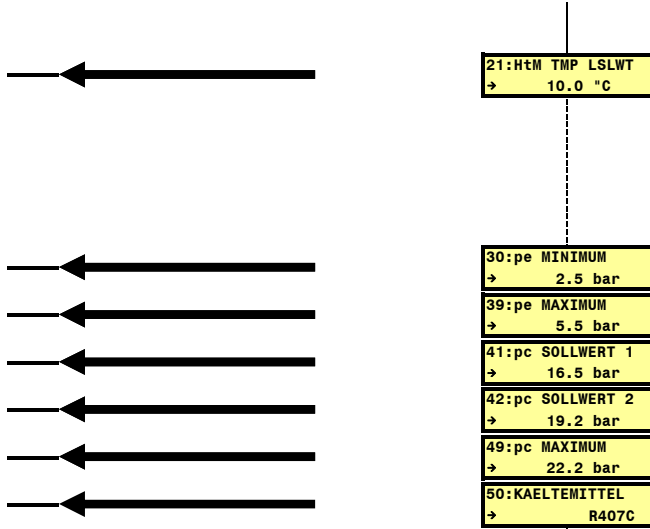 21:HtM TMP LSLWT
→ 10.0 "C
30:pe MINIMUM
→ 2.5 bar
39:pe MAXIMUM
→ 5.5 bar
41:pc SOLLWERT 1
→ 16.5 bar
42:pc SOLLWERT 2
→ 19.2 bar
49:pc MAXIMUM
→ 22.2 bar
50:KAELTEMITTEL
→ R407C